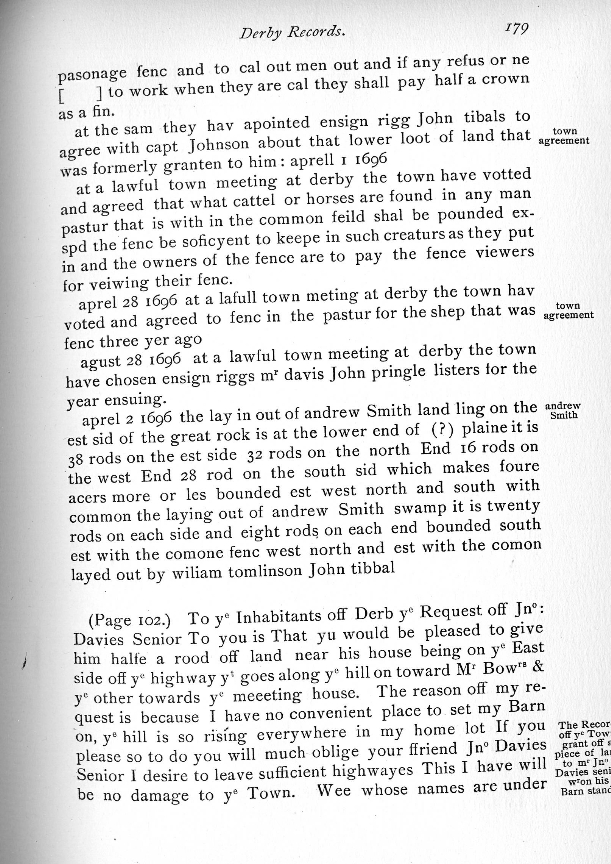 Derby Records. 179
pasonage fenc and to cal out men out and if any refus or ne
[ ] to work when they are cal they shall pay half a crown
as a fin.
at the sam they hav apointed ensign rigg John tibals to
agree with capt Johnson about that lower loot of land that
was formerly granten to him : aprell 1 1696
town
agreement
at a lawful town meeting at derby the town have votted
and agreed that what cattel or horses are found in any man
pastur that is with in the common feild shal be pounded ex-
spd the fenc be soficyent to keepe in such creaturs as they put
in and the owners of the fence are to pay the fence viewers
for veiwing their fenc.
aprel 28 1696 at a lafull town meting at derby the town hav
voted and agreed to fenc in the pastur for the shep that was
fenc three yer ago
town
agreement
agust 28 1696 at a lawful town meeting at derby the town
have chosen ensign riggs mʳ davis John pringle listers for the
year ensuing.
aprel 2 1696 the lay in out of andrew Smith land ling on the
est sid of the great rock is at the lower end of (?) plaine it is
38 rods on the est side 32 rods on the north End 16 rods on
the west End 28 rod on the south sid which makes foure
acers more or les bounded est west north and south with
common the laying out of andrew Smith swamp it is twenty
rods on each side and eight rods on each end bounded south
est with the comone fenc west north and est with the comon
layed out by wiliam tomlinson John tibbal
andrew
Smith
(Page 102.) To yᵉ Inhabitants off Derb yᵉ Request off Jnᵒ:
Davies Senior To you is That yu would be pleased to give
him halfe a rood off land near his house being on yᵉ East
side off yᵉ highway yᵗ goes along yᵉ hill on toward Mʳ Bowʳˢ &
yᵉ other towards yᵉ meeeting house. The reason off my re-
quest is because I have no convenient place to set my Barn
on, yᵉ hill is so rising everywhere in my home lot If you
please so to do you will much oblige your ffriend Jnᵒ Davies
Senior I desire to leave sufficient highwayes This I have will
be no damage to yᵉ Town. Wee whose names are under
The Recor
off yᵉ Tow
grant off
piece of la
to mʳ Jnᵒ
Davies seni
wʳon his
Barn stand